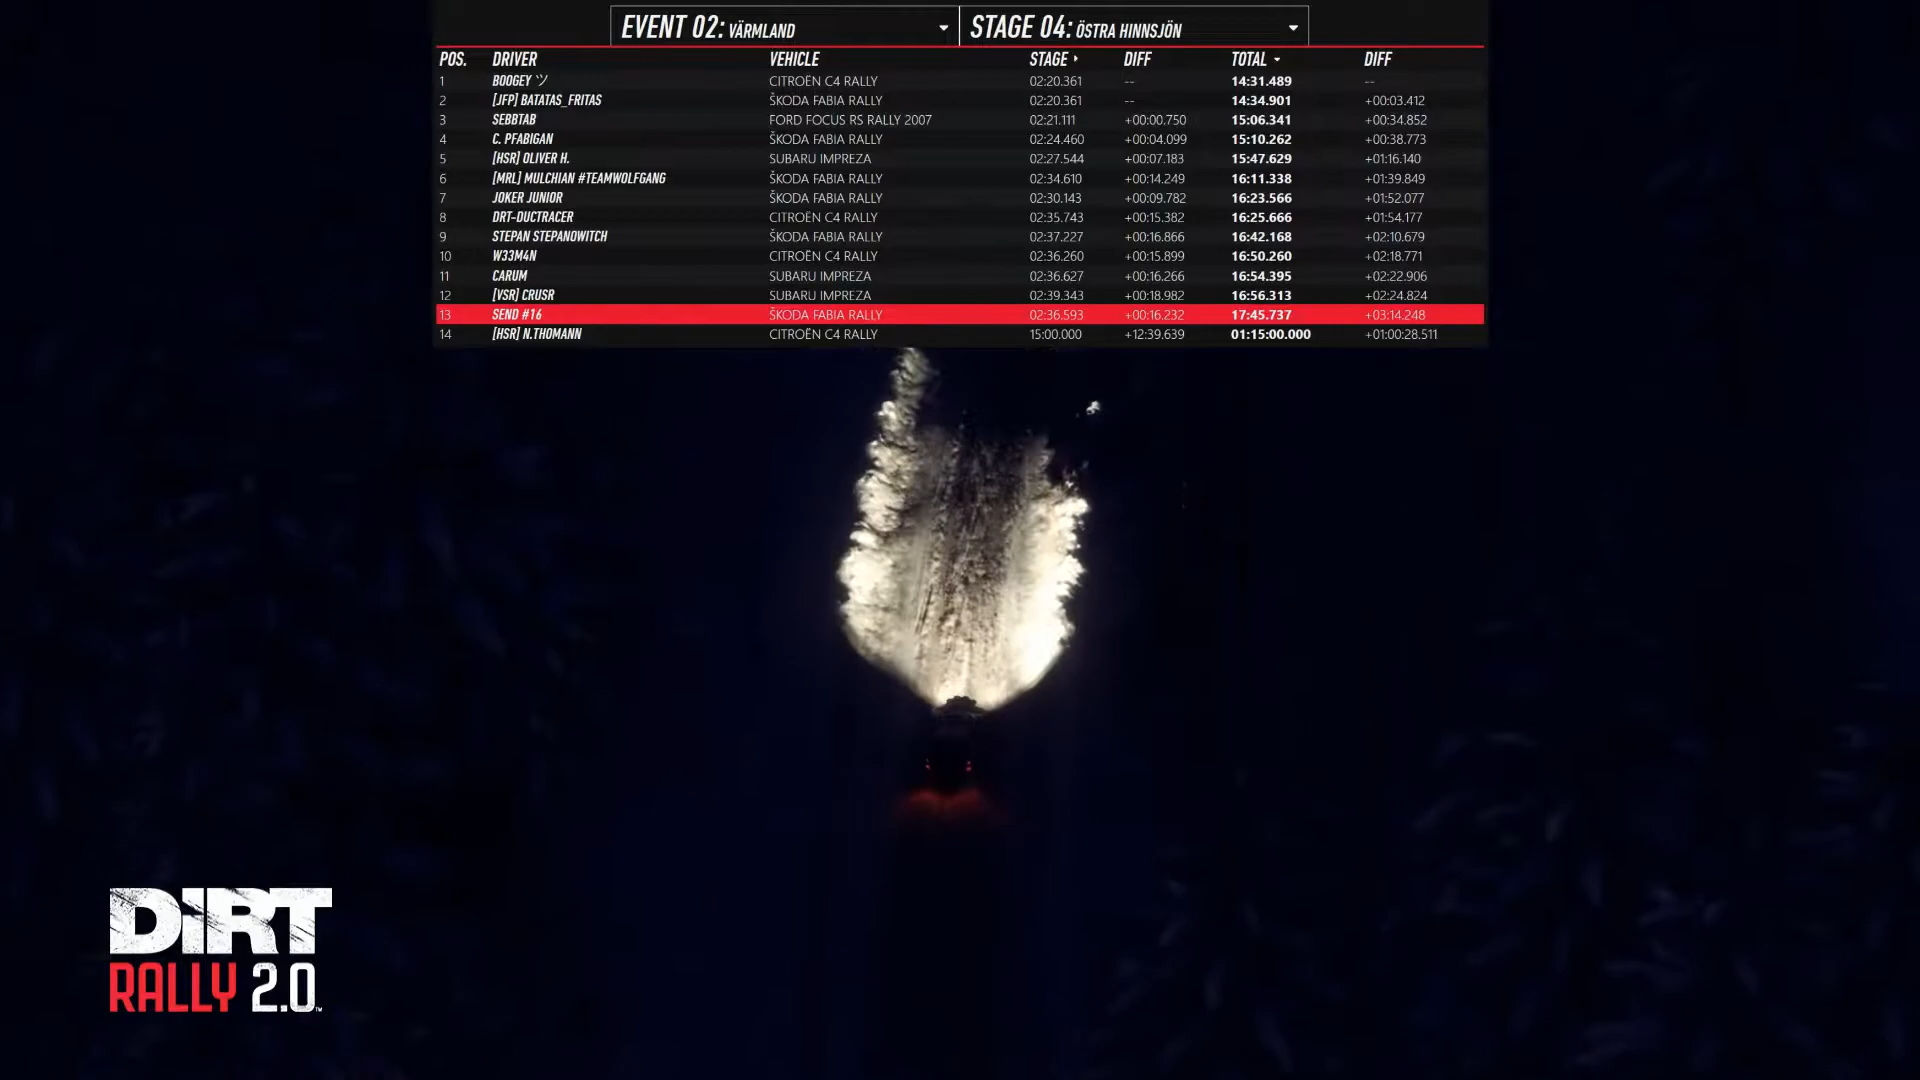 EVENT 02: VÄRMLAND STAGE 04: ÖSTRA HINNSJÖN
POS. DRIVER VEHICLE STAGE DIFF TOTAL DIFF
1 BOOGEY ツ CITROËN C4 RALLY 02:20.361 -- 14:31.489 --
2 [JFP] BATATAS_FRITAS ŠKODA FABIA RALLY 02:20.361 -- 14:34.901 +00:03.412
3 SEBBTAB FORD FOCUS RS RALLY 2007 02:21.111 +00:00.750 15:06.341 +00:34.852
4 C. PFABIGAN ŠKODA FABIA RALLY 02:24.460 +00:04.099 15:10.262 +00:38.773
5 [HSR] OLIVER H. SUBARU IMPREZA 02:27.544 +00:07.183 15:47.629 +01:16.140
6 [MRL] MULCHIAN #TEAMWOLFGANG ŠKODA FABIA RALLY 02:34.610 +00:14.249 16:11.338 +01:39.849
7 JOKER JUNIOR ŠKODA FABIA RALLY 02:30.143 +00:09.782 16:23.566 +01:52.077
8 DRT-DUCTRACER CITROËN C4 RALLY 02:35.743 +00:15.382 16:25.666 +01:54.177
9 STEPAN STEPANOWITCH ŠKODA FABIA RALLY 02:37.227 +00:16.866 16:42.168 +02:10.679
10 W33M4N CITROËN C4 RALLY 02:36.260 +00:15.899 16:50.260 +02:18.771
11 CARUM SUBARU IMPREZA 02:36.627 +00:16.266 16:54.395 +02:22.906
12 [VSR] CRUSR SUBARU IMPREZA 02:39.343 +00:18.982 16:56.313 +02:24.824
13 SEND #16 ŠKODA FABIA RALLY 02:36.593 +00:16.232 17:45.737 +03:14.248
14 [HSR] N.THOMANN CITROËN C4 RALLY 15:00.000 +12:39.639 01:15:00.000 +01:00:28.511
DiRT
RALLY 2.0™